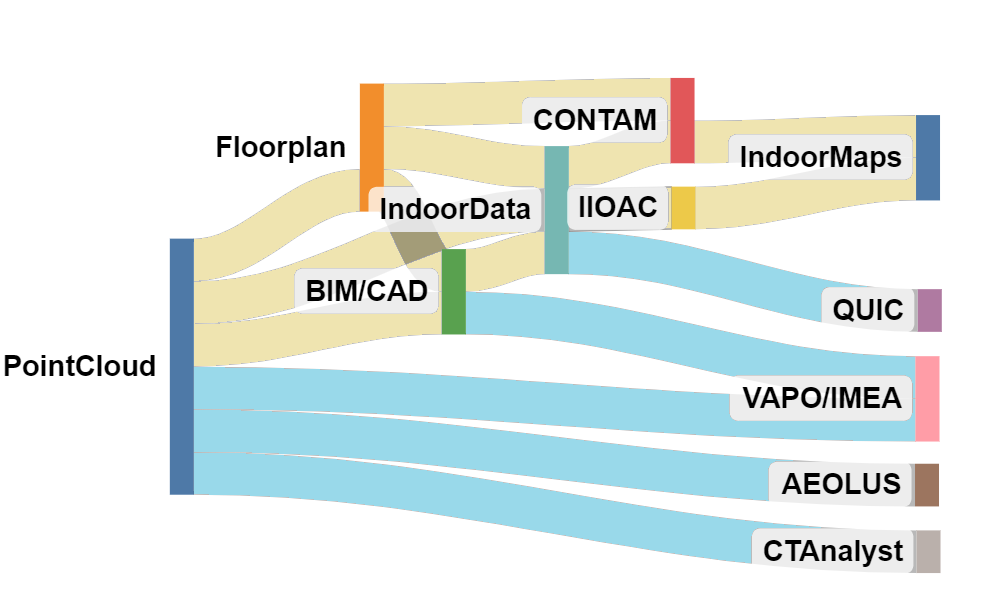 CONTAM
Floorplan
IndoorMaps
IndoorData
IIOAC
BIM/CAD
QUIC
PointCloud
VAPO/IMEA
AEOLUS
CTAnalyst